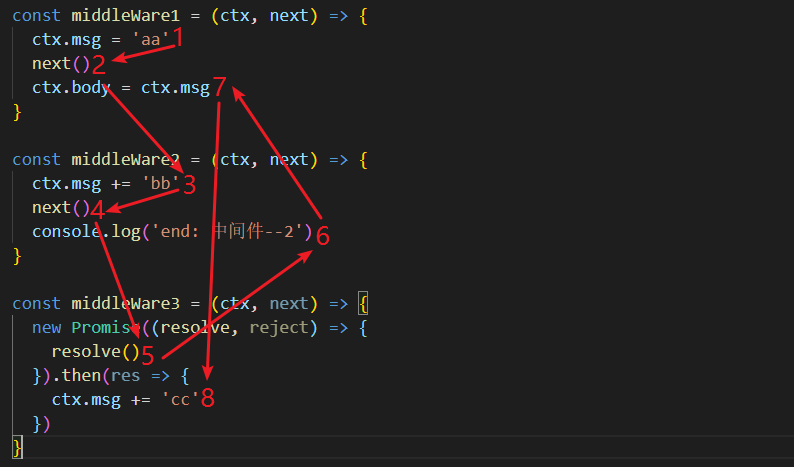 const middleWare1 = (ctx, next) => {
ctx.msg = 'aa' 1
next() 2
ctx.body = ctx.msg 7
}
const middleWare2 = (ctx, next) => {
ctx.msg += 'bb' 3
next() 4
console.log('end: 中间件--2') 6
}
const middleWare3 = (ctx, next) => {
new Promise((resolve, reject) => {
resolve() 5
}).then(res => {
ctx.msg += 'cc' 8
})
}